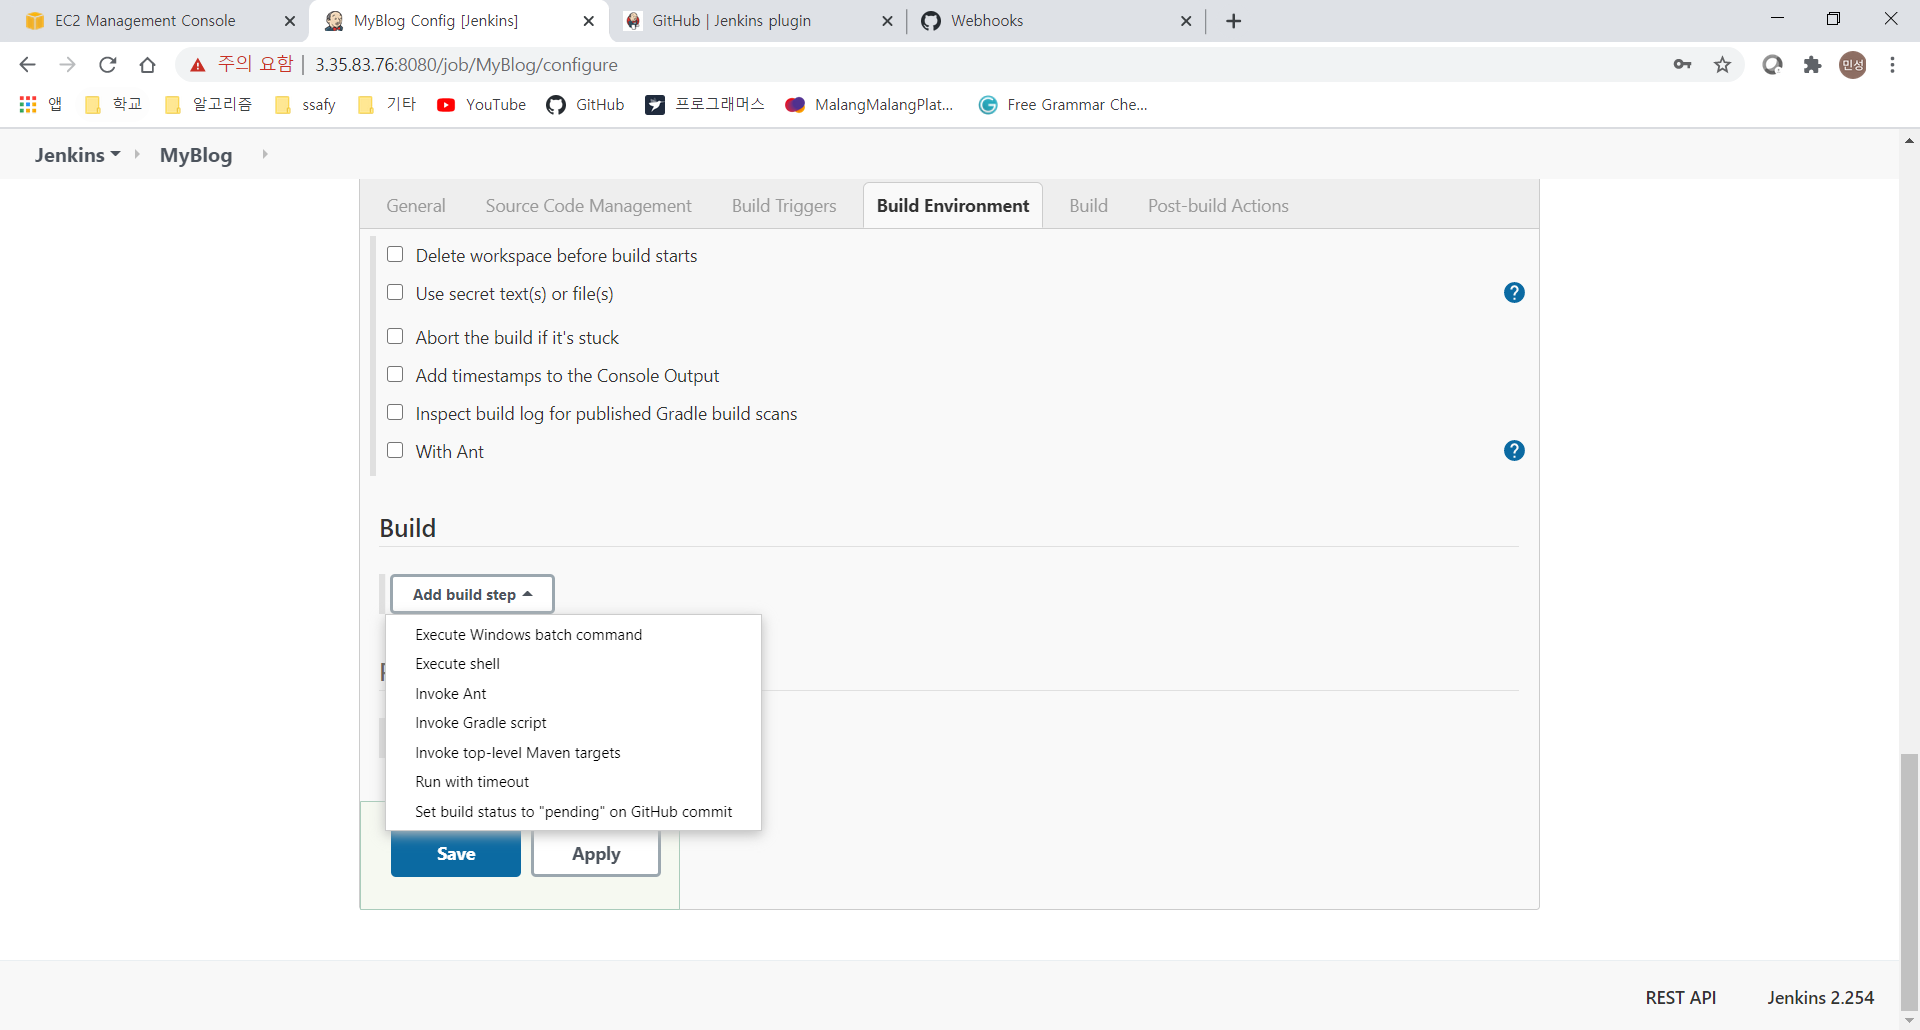 EC2 Management Console
MyBlog Config [Jenkins]
GitHub | Jenkins plugin
Webhooks
주의 요함 | 3.35.83.76:8080/job/MyBlog/configure
민성
앱 학교 알고리즘 ssafy 기타 YouTube GitHub 프로그래머스 MalangMalangPlat... Free Grammar Che...
Jenkins MyBlog
General Source Code Management Build Triggers Build Environment Build Post-build Actions
Delete workspace before build starts
Use secret text(s) or file(s)
Abort the build if it's stuck
Add timestamps to the Console Output
Inspect build log for published Gradle build scans
With Ant
Build
Add build step
Execute Windows batch command
Execute shell
Invoke Ant
Invoke Gradle script
Invoke top-level Maven targets
Run with timeout
Set build status to "pending" on GitHub commit
Save Apply
REST API Jenkins 2.254